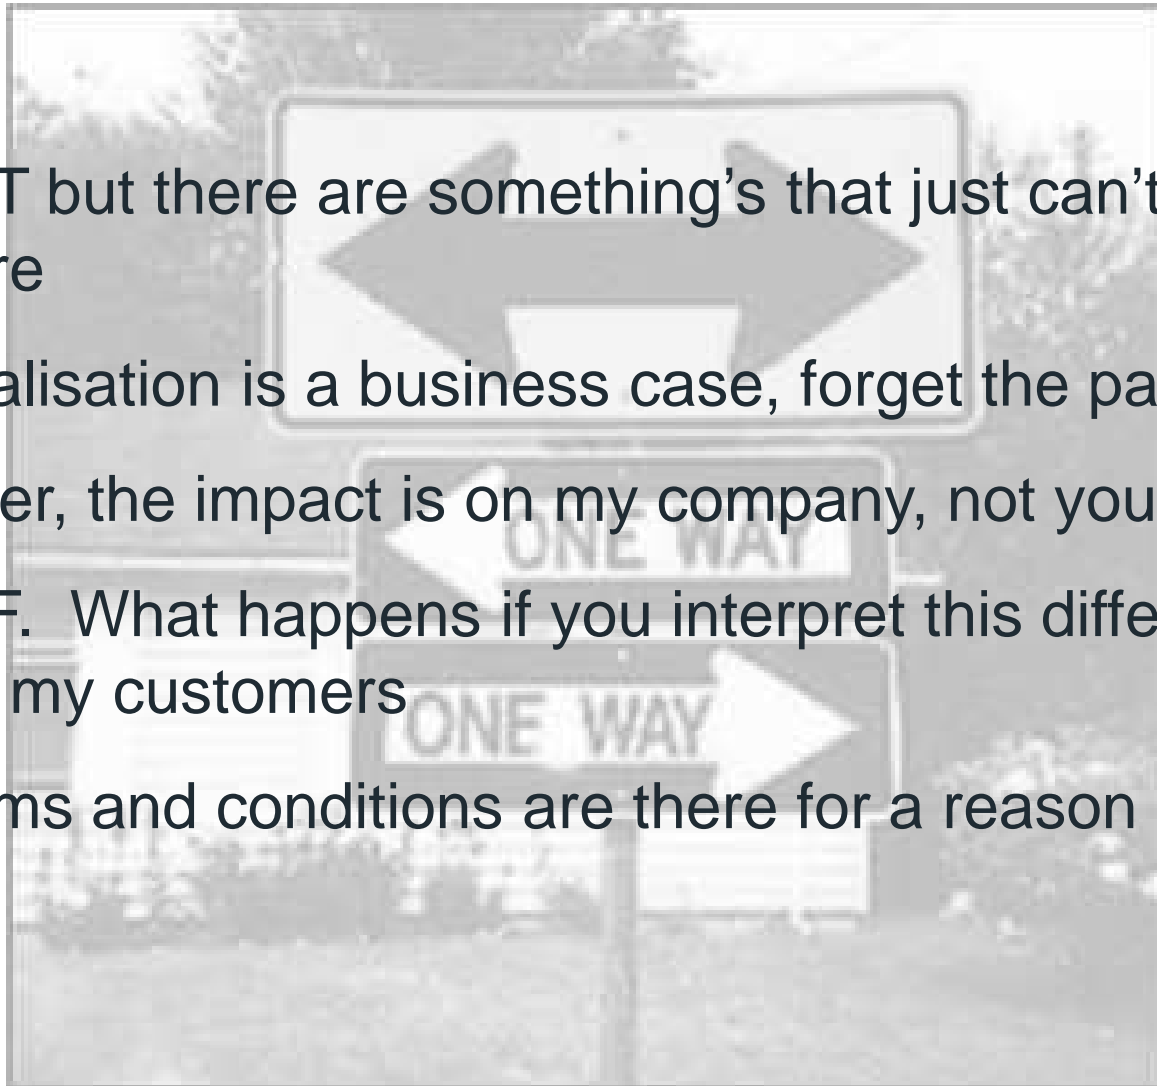 T but there are something's that just can't
re
alisation is a business case, forget the pa
er, the impact is on my company, not you
F.  What happens if you interpret this diffe
my customers
ms and conditions are there for a reason
ONE WAY
ONE WAY